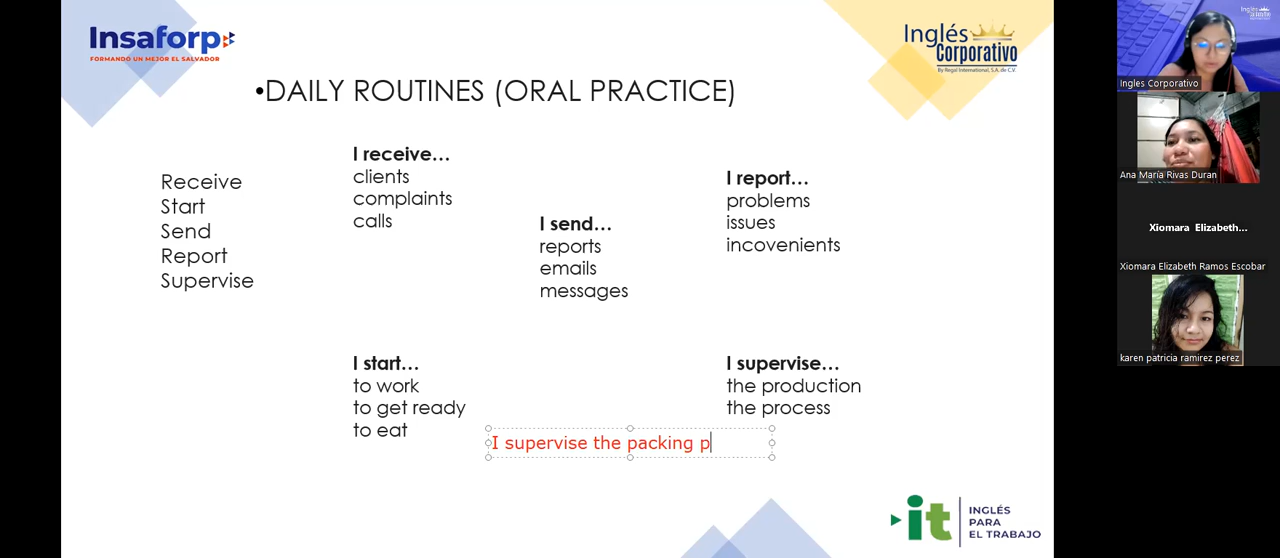 Insaforp
FORMANDO UN MEJOR EL SALVADOR
Inglés
Corporativo
By Regal International, S.A. de C.V.
•DAILY ROUTINES (ORAL PRACTICE)
Receive
Start
Send
Report
Supervise
I receive…
clients
complaints
calls
I send…
reports
emails
messages
I report…
problems
issues
incovenients
I start…
to work
to get ready
to eat
I supervise…
the production
the process
I supervise the packing p
it
INGLÉS
PARA
EL TRABAJO
Ingles Corporativo
Ana María Rivas Duran
Xiomara Elizabeth...
Xiomara Elizabeth Ramos Escobar
karen patricia ramirez perez